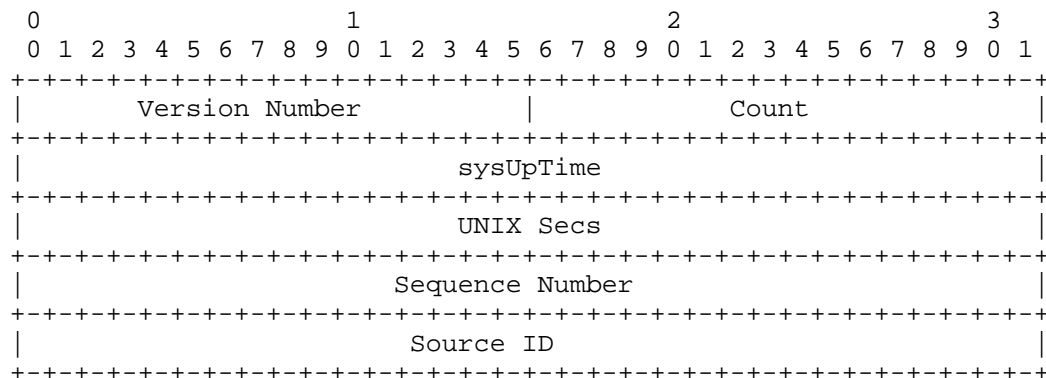 0                   1                   2                   3
 0 1 2 3 4 5 6 7 8 9 0 1 2 3 4 5 6 7 8 9 0 1 2 3 4 5 6 7 8 9 0 1
+-+-+-+-+-+-+-+-+-+-+-+-+-+-+-+-+-+-+-+-+-+-+-+-+-+-+-+-+-+-+-+-+
|       Version Number          |            Count              |
+-+-+-+-+-+-+-+-+-+-+-+-+-+-+-+-+-+-+-+-+-+-+-+-+-+-+-+-+-+-+-+-+
|                           sysUpTime                           |
+-+-+-+-+-+-+-+-+-+-+-+-+-+-+-+-+-+-+-+-+-+-+-+-+-+-+-+-+-+-+-+-+
|                           UNIX Secs                           |
+-+-+-+-+-+-+-+-+-+-+-+-+-+-+-+-+-+-+-+-+-+-+-+-+-+-+-+-+-+-+-+-+
|                       Sequence Number                         |
+-+-+-+-+-+-+-+-+-+-+-+-+-+-+-+-+-+-+-+-+-+-+-+-+-+-+-+-+-+-+-+-+
|                        Source ID                              |
+-+-+-+-+-+-+-+-+-+-+-+-+-+-+-+-+-+-+-+-+-+-+-+-+-+-+-+-+-+-+-+-+